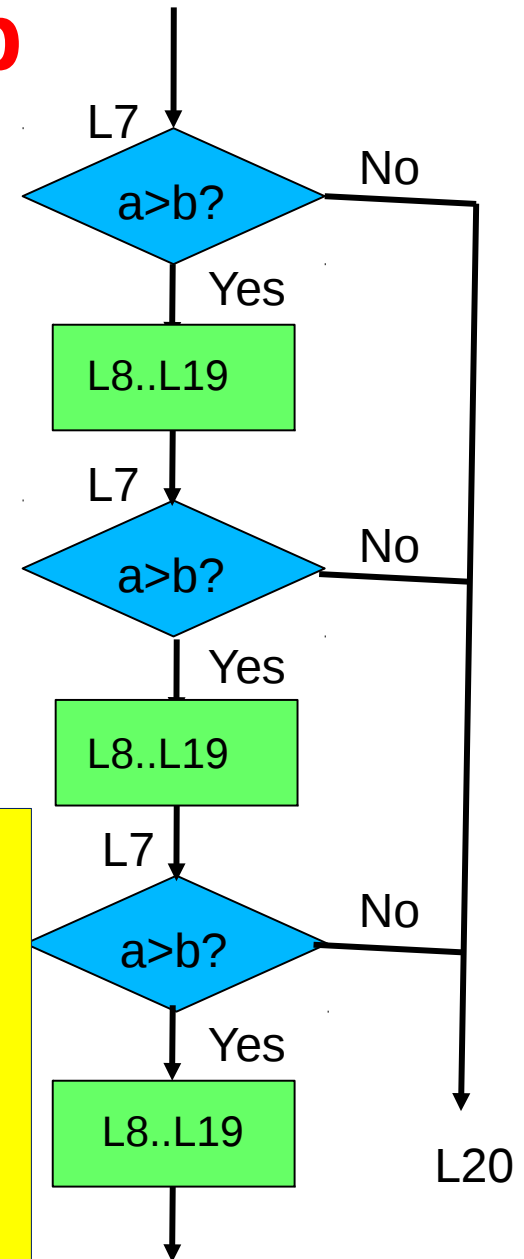 L7
a>b?
No
Yes
L8..L19
L7
a>b?
No
Yes
L8..L19
L7
a>b?
No
Yes
L8..L19
L20